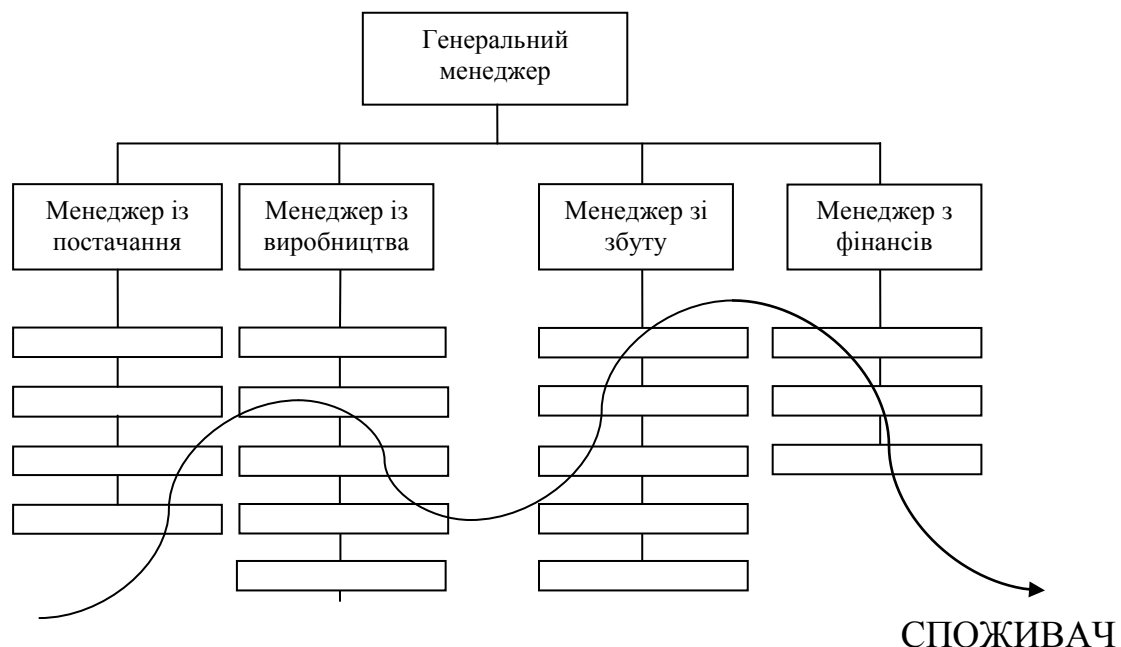 Генеральний
менеджер
Менеджер із
постачання
Менеджер із
виробництва
Менеджер зі
збуту
Менеджер з
фінансів
СПОЖИВАЧ